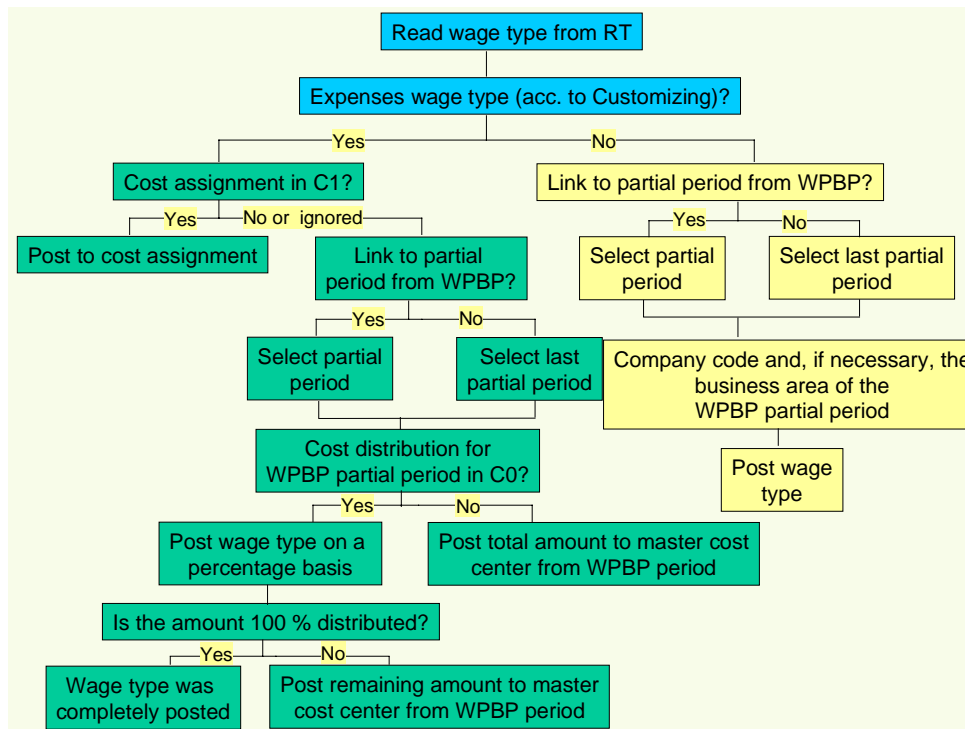 Read wage type from RT
Expenses wage type (acc. to Customizing)?
Yes
No
Cost assignment in C1?
Link to partial period from WPBP?
Yes
No or ignored
Yes
No
Post to cost assignment
Link to partial
period from WPBP?
Select partial
period
Select last partial
period
Yes
No
Select partial
period
Select last
partial period
Company code and, if necessary, the
business area of the
WPBP partial period
Cost distribution for
WPBP partial period in C0?
Post wage
type
Yes
No
Post wage type on a
percentage basis
Post total amount to master cost
center from WPBP period
Is the amount 100 % distributed?
Yes
No
Wage type was
completely posted
Post remaining amount to master
cost center from WPBP period